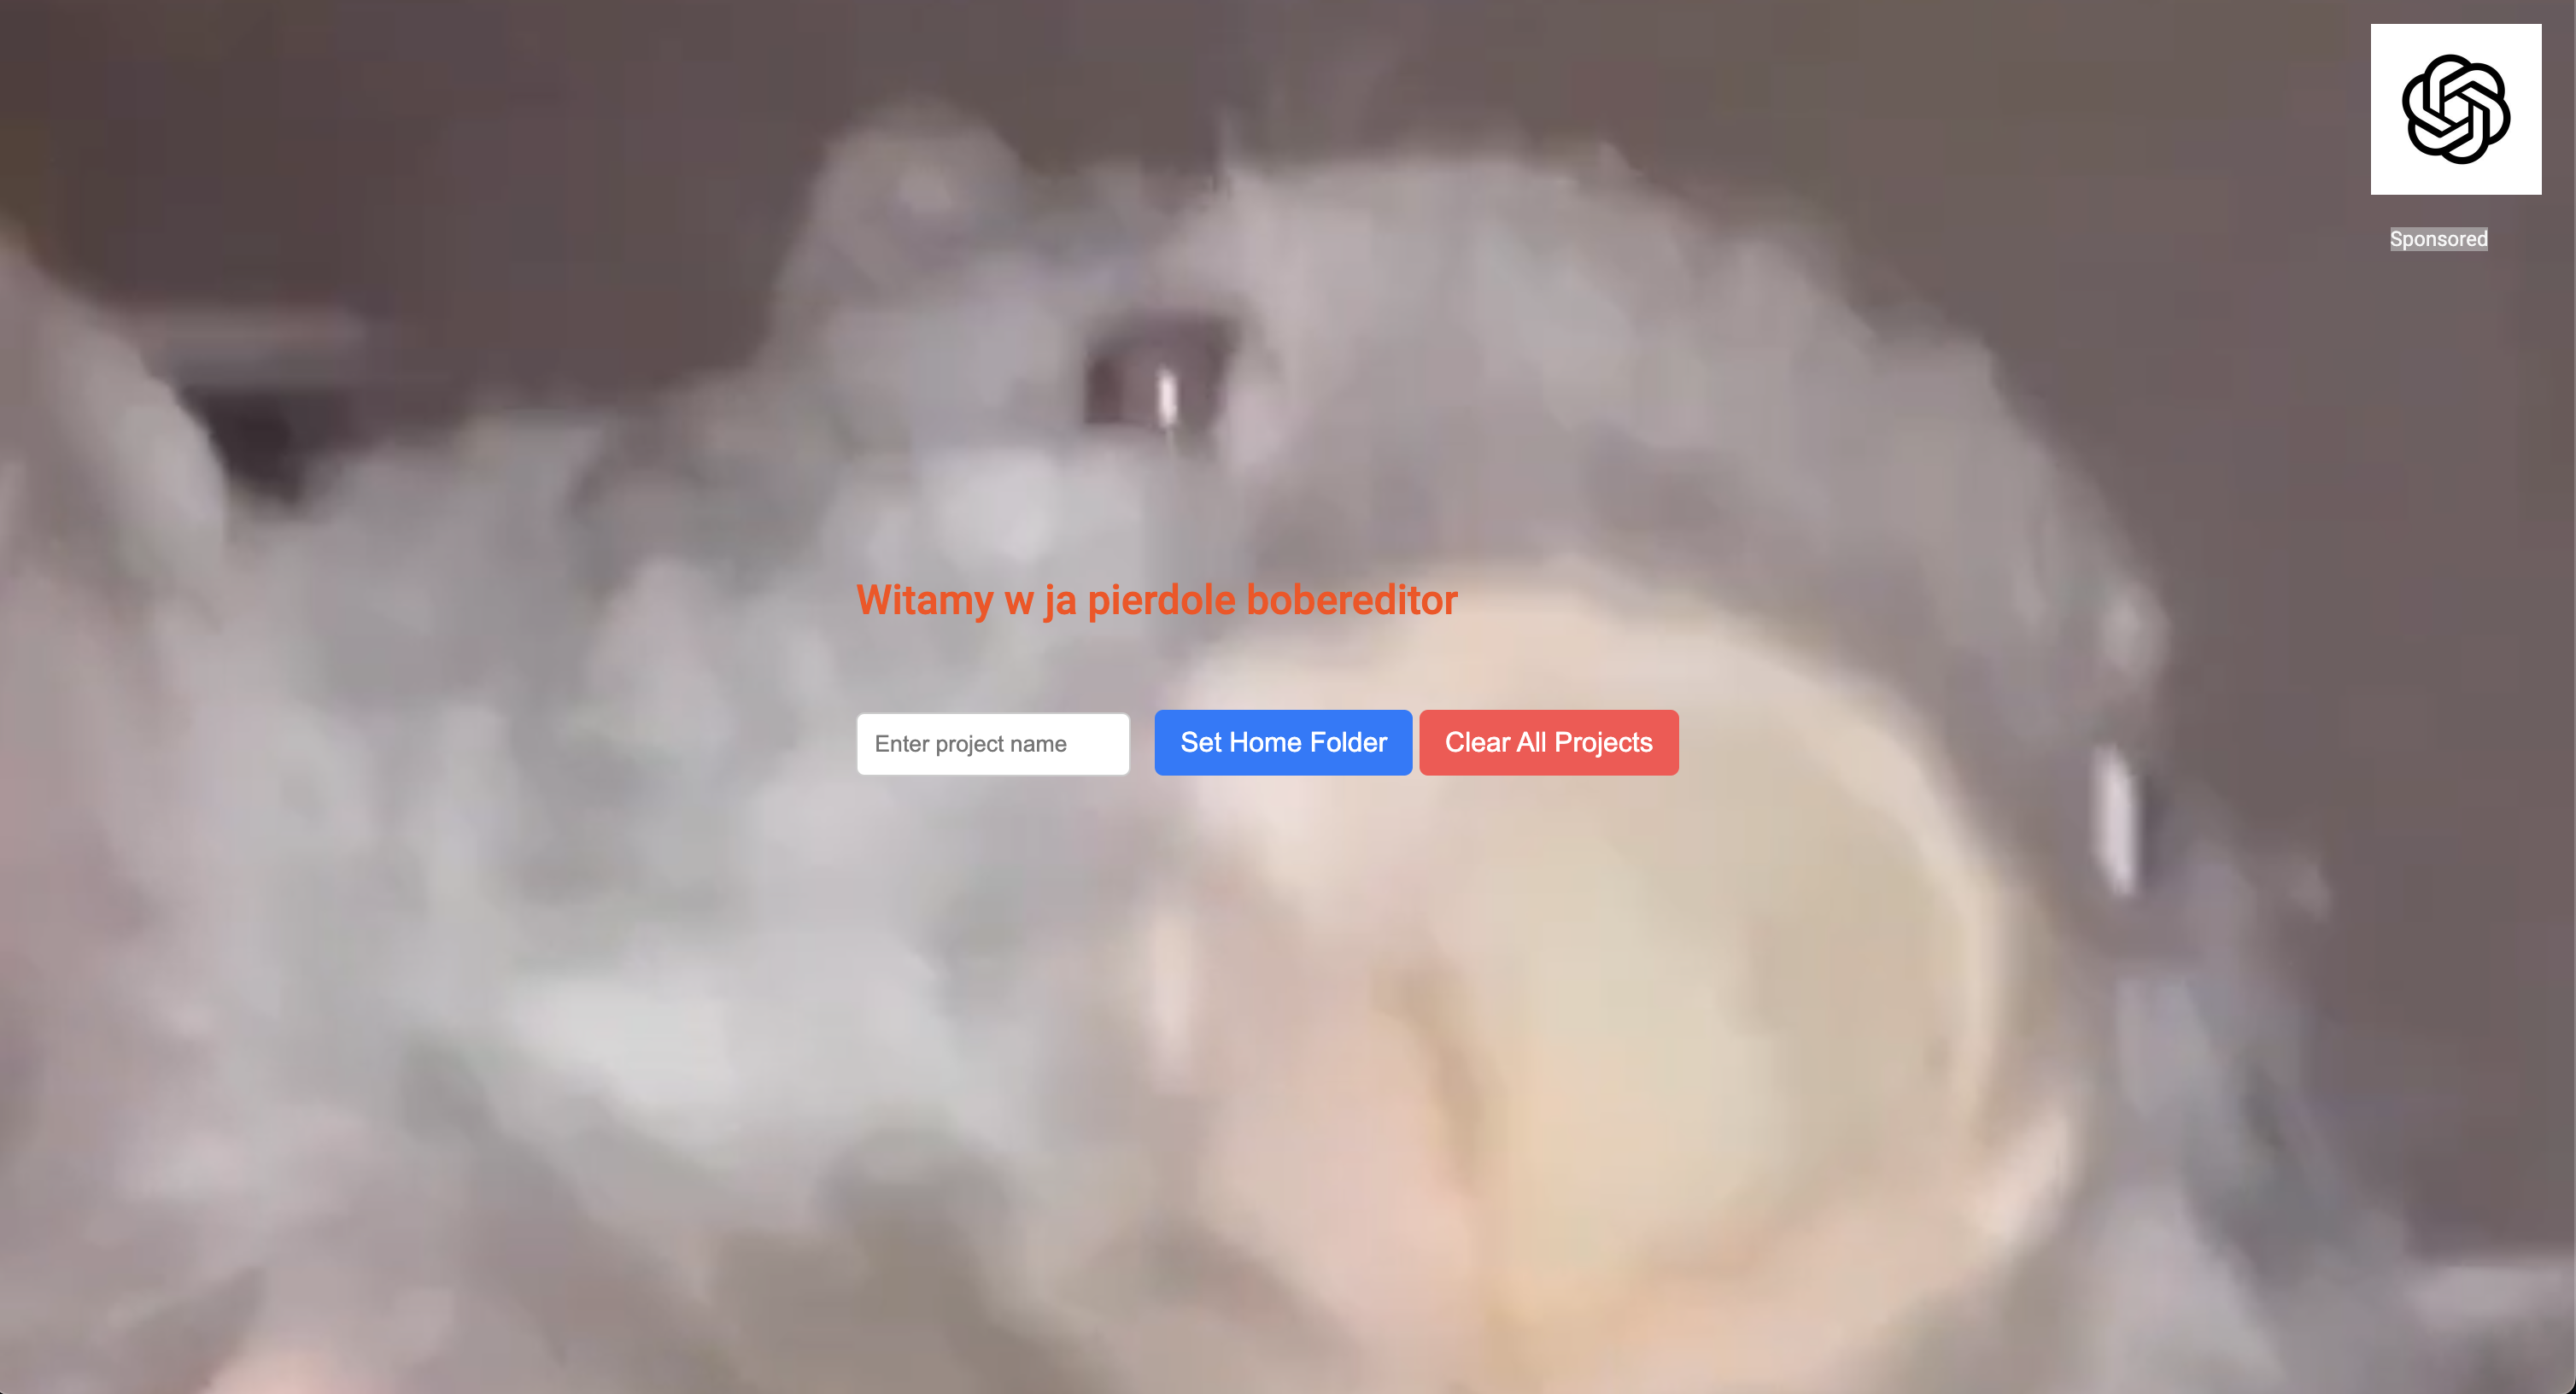 Sponsored
Witamy w ja pierdole bobereditor
Enter project name
Set Home Folder
Clear All Projects